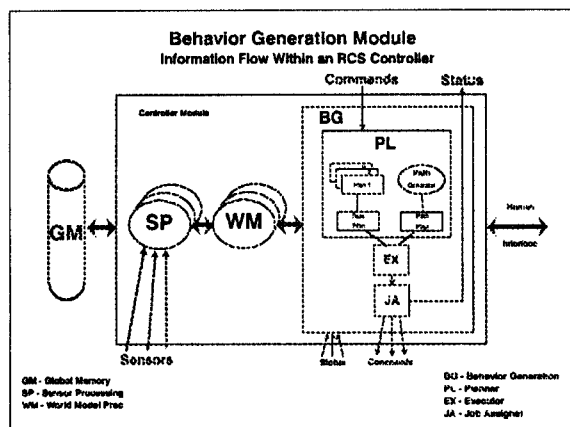 Behavior Generation Module
Information Flow Within an RCS Controller
Commands
Status
Controller Module
BG
PL
Plan 1
Path
Generator
GM
SP
WM
Path
Plan
Human
Interface
EX
JA
Sensors
Status
Commands
GM - Global Memory
SP - Sensor Processing
WM - World Model Proc
BG - Behavior Generation
PL - Planner
EX - Executor
JA - Job Assigner